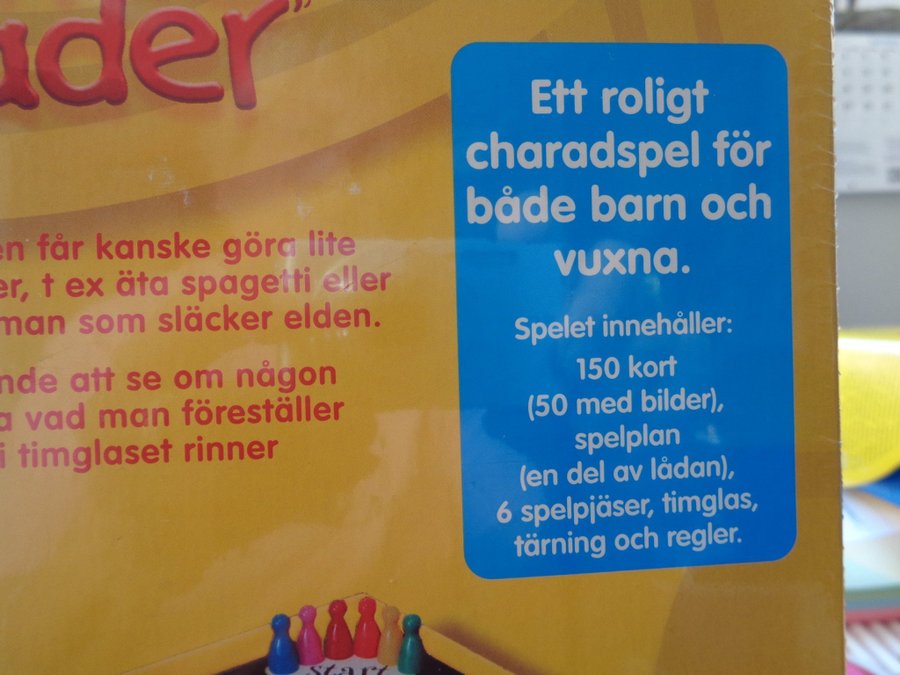 ader
en får kanske göra lite
er, t ex äta spagetti eller
man som släcker elden.
nde att se om någon
a vad man föreställer
i timglaset rinner
Ett roligt
charadspel för
både barn och
vuxna.
Spelet innehåller:
150 kort
(50 med bilder),
spelplan
(en del av lådan),
6 spelpjäser, timglas,
tärning och regler.
start